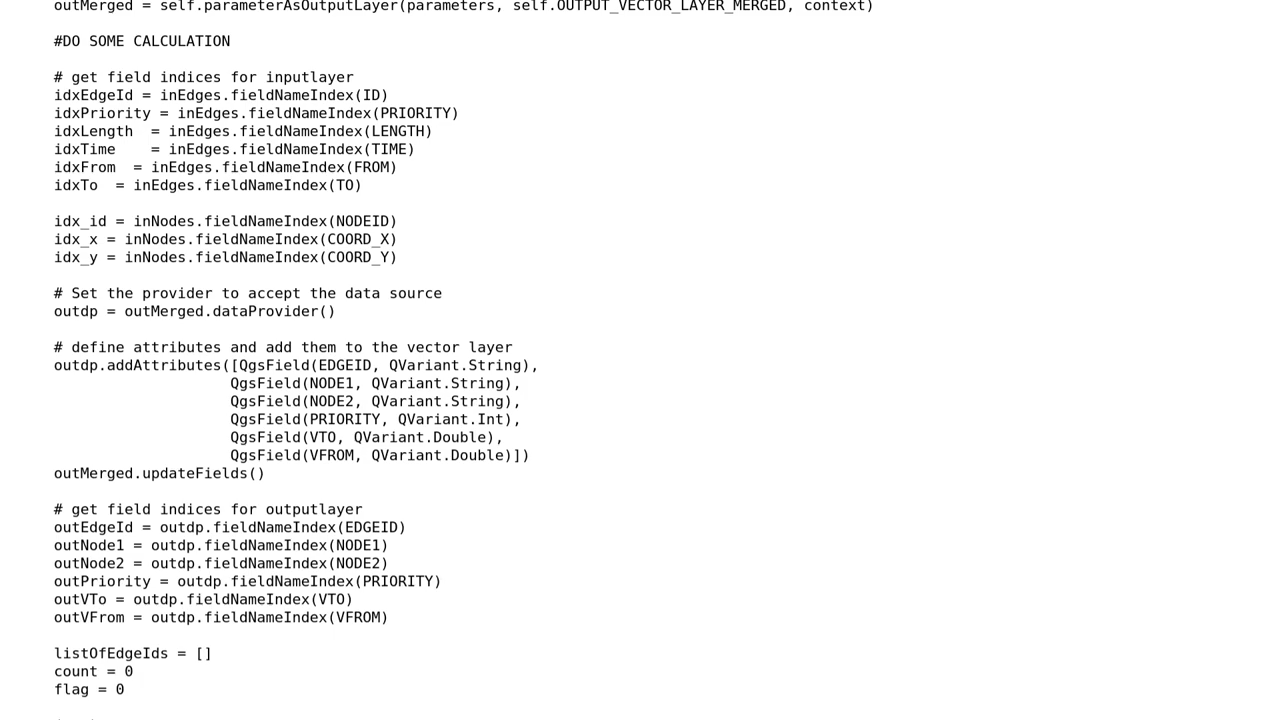 outMerged = self.parameterAsOutputLayer(parameters, self.OUTPUT_VECTOR_LAYER_MERGED, context)
#DO SOME CALCULATION
# get field indices for inputlayer
idxEdgeId = inEdges.fieldNameIndex(ID)
idxPriority = inEdges.fieldNameIndex(PRIORITY)
idxLength  = inEdges.fieldNameIndex(LENGTH)
idxTime    = inEdges.fieldNameIndex(TIME)
idxFrom  = inEdges.fieldNameIndex(FROM)
idxTo  = inEdges.fieldNameIndex(TO)
idx_id = inNodes.fieldNameIndex(NODEID)
idx_x = inNodes.fieldNameIndex(COORD_X)
idx_y = inNodes.fieldNameIndex(COORD_Y)
# Set the provider to accept the data source
outdp = outMerged.dataProvider()
# define attributes and add them to the vector layer
outdp.addAttributes([QgsField(EDGEID, QVariant.String),
                    QgsField(NODE1, QVariant.String),
                    QgsField(NODE2, QVariant.String),
                    QgsField(PRIORITY, QVariant.Int),
                    QgsField(VTO, QVariant.Double),
                    QgsField(VFROM, QVariant.Double)])
outMerged.updateFields()
# get field indices for outputlayer
outEdgeId = outdp.fieldNameIndex(EDGEID)
outNode1 = outdp.fieldNameIndex(NODE1)
outNode2 = outdp.fieldNameIndex(NODE2)
outPriority = outdp.fieldNameIndex(PRIORITY)
outVTo = outdp.fieldNameIndex(VTO)
outVFrom = outdp.fieldNameIndex(VFROM)
listOfEdgeIds = []
count = 0
flag = 0